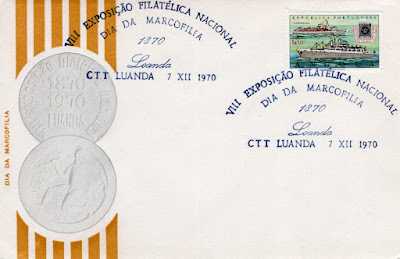 VIII EXPOSIÇÃO FILATÉLICA NACIONAL
DIA DA MARCOFILIA
1870
Loanda
CTT LUANDA 7 XII 1970
REPÚBLICA PORTUGUESA
VIII EXPOSIÇÃO FILATÉLICA NACIONAL
DIA DA MARCOFILIA
1870
Loanda
CTT LUANDA 7 XII 1970
1870
1970
LUANDA
DIA DA MARCOFILIA